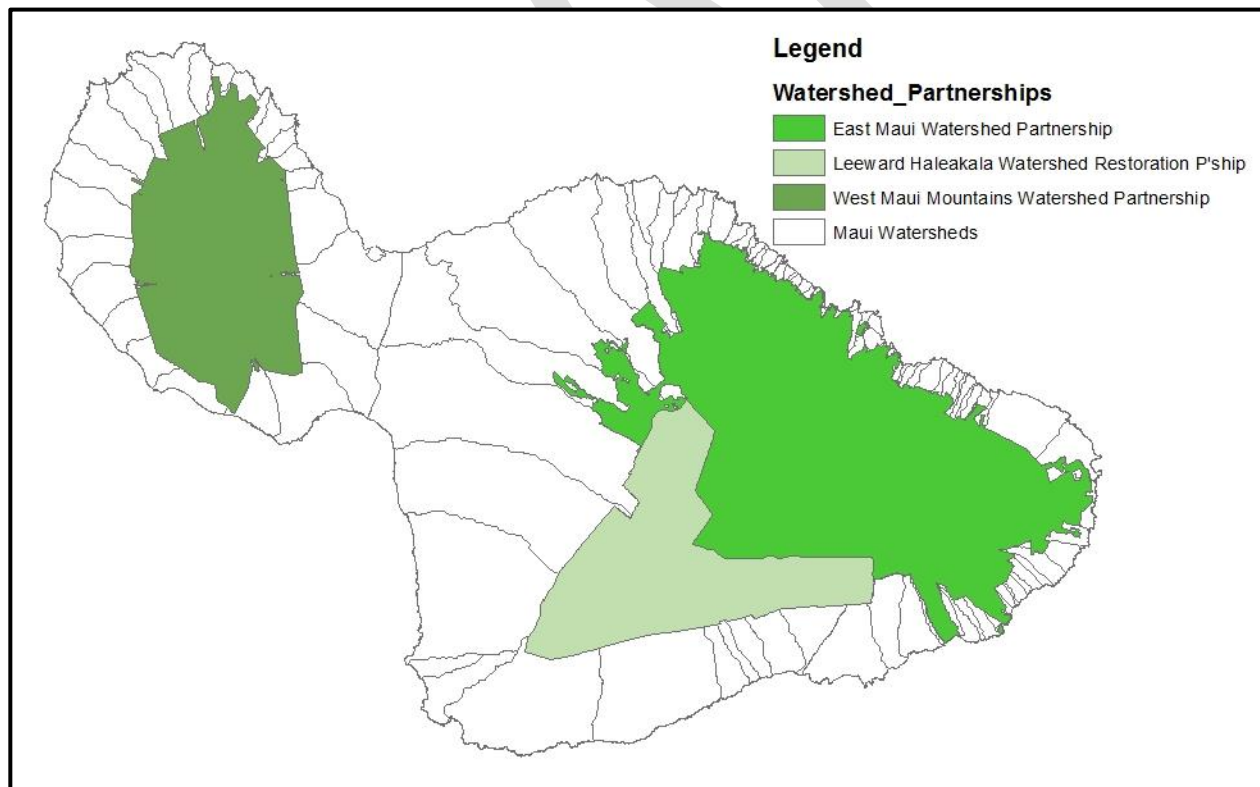 Legend
Watershed_Partnerships
East Maui Watershed Partnership
Leeward Haleakala Watershed Restoration P'ship
West Maui Mountains Watershed Partnership
Maui Watersheds